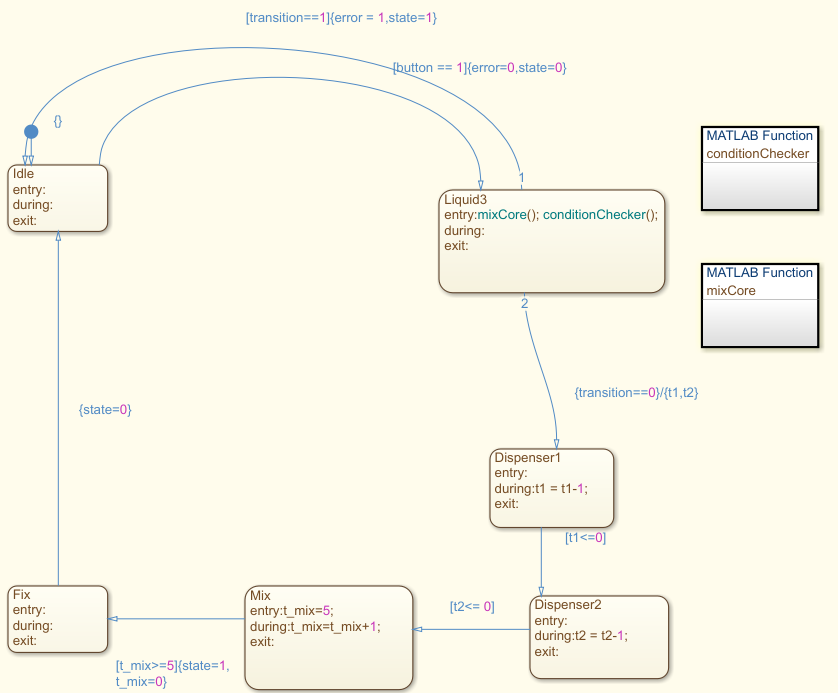 [transition==1]{error = 1,state=1}
[button == 1]{error=0,state=0}
{}
Idle
entry:
during:
exit:
1
Liquid3
entry:mixCore(); conditionChecker();
during:
exit:
2
MATLAB Function
conditionChecker
MATLAB Function
mixCore
{transition==0}/{t1,t2}
{state=0}
Dispenser1
entry:
during:t1 = t1-1;
exit:
[t1<=0]
Dispenser2
entry:
during:t2 = t2-1;
exit:
[t2<= 0]
Mix
entry:t_mix=5;
during:t_mix=t_mix+1;
exit:
[t_mix>=5]{state=1,
t_mix=0}
Fix
entry:
during:
exit: